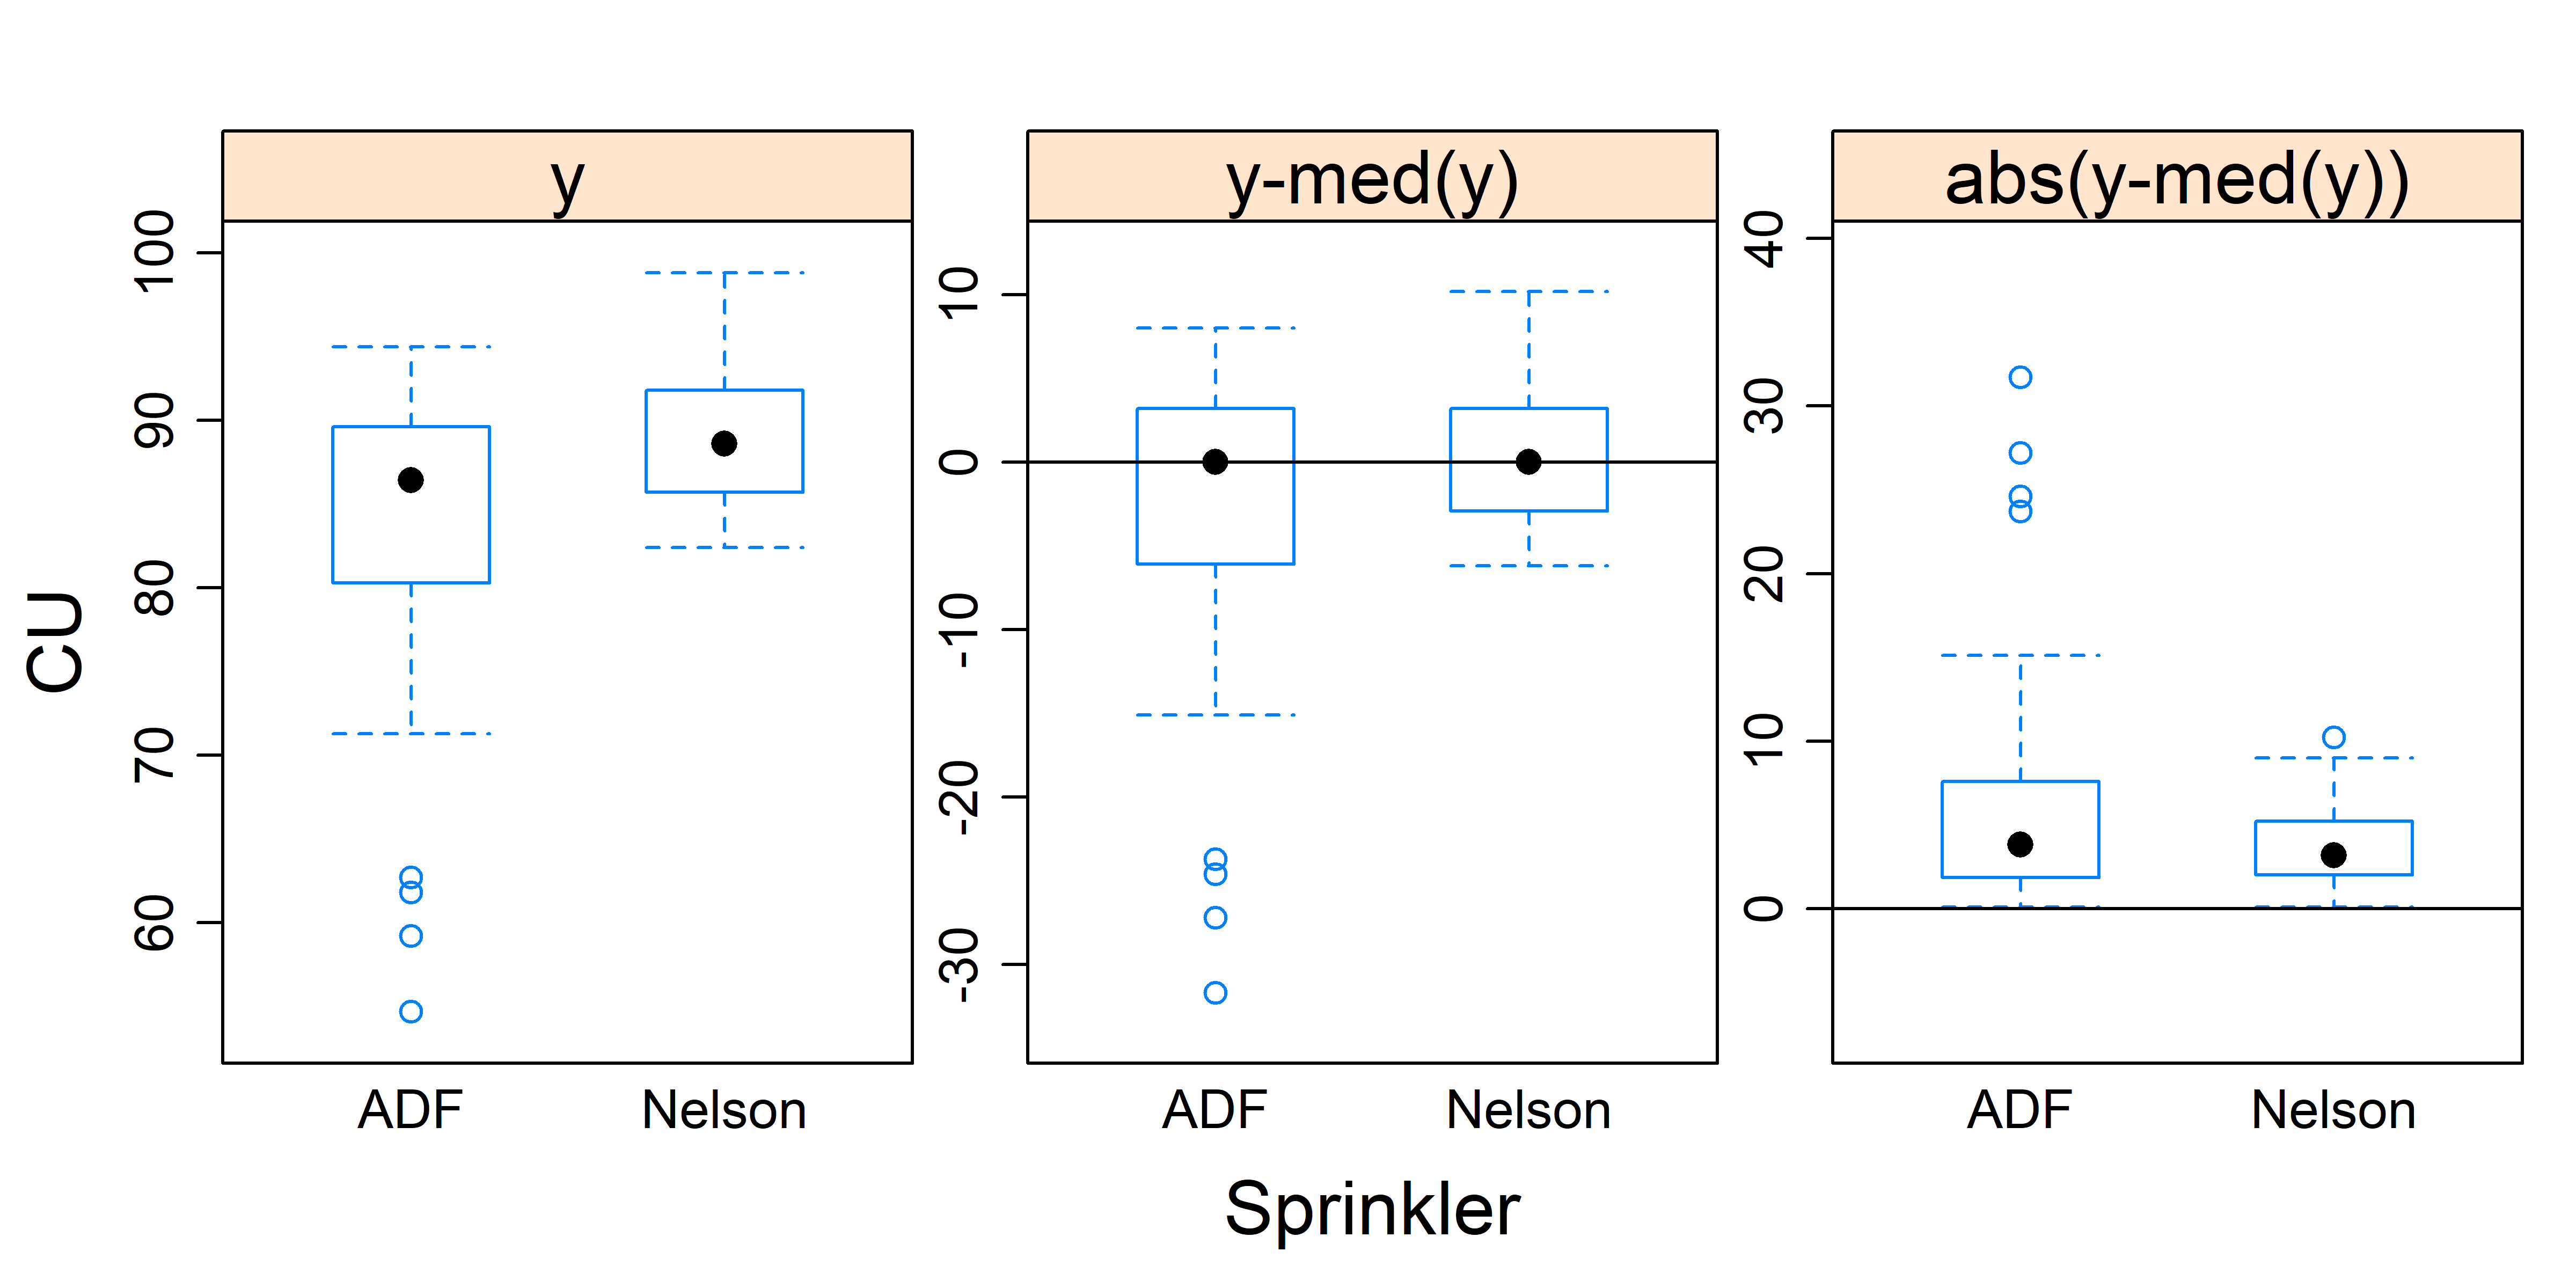 y
y-med(y)
abs(y-med(y))
CU
100
90
80
70
60
10
0
-10
-20
-30
40
30
20
10
0
ADF
Nelson
ADF
Nelson
ADF
Nelson
Sprinkler